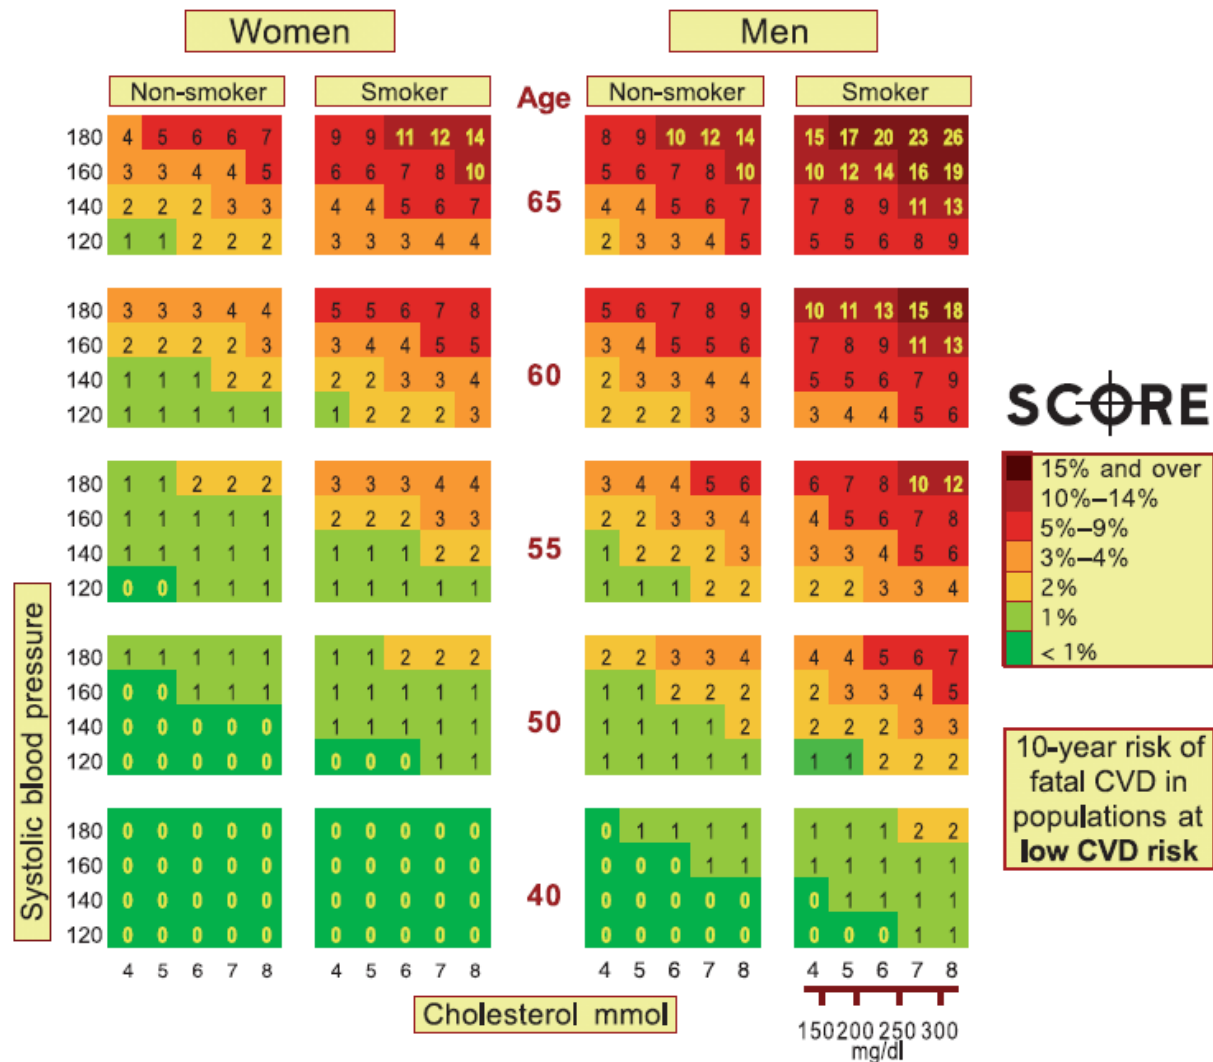 Women Men
Non-smoker Smoker Age Non-smoker Smoker
180 4 5 6 6 7 9 9 11 12 14 8 9 10 12 14 15 17 20 23 26
160 3 3 4 4 5 6 6 7 8 10 5 6 7 8 10 10 12 14 16 19
65
140 2 2 2 3 3 4 4 5 6 7 4 4 5 6 7 7 8 9 11 13
120 1 1 2 2 2 3 3 3 4 4 2 3 3 4 5 5 5 6 8 9
180 3 3 3 4 4 5 5 6 7 8 5 6 7 8 9 10 11 13 15 18
160 2 2 2 2 3 3 4 4 5 5 3 4 5 5 6 7 8 9 11 13
60
140 1 1 1 2 2 2 2 3 3 4 2 3 3 4 4 5 5 6 7 9
120 1 1 1 1 1 1 2 2 2 3 2 2 2 3 3 3 4 4 5 6
180 1 1 2 2 2 3 3 3 4 4 3 4 4 5 6 6 7 8 10 12
160 1 1 1 1 1 2 2 2 3 3 2 2 3 3 4 4 5 6 7 8
55
140 1 1 1 1 1 1 1 1 2 2 1 2 2 2 3 3 3 4 5 6
120 0 0 1 1 1 1 1 1 1 1 1 1 1 2 2 2 2 3 3 4
180 1 1 1 1 1 1 1 2 2 2 2 2 3 3 4 4 4 5 6 7
160 0 0 1 1 1 1 1 1 1 1 1 1 2 2 2 2 3 3 4 5
50
140 0 0 0 0 0 1 1 1 1 1 1 1 1 1 2 2 2 2 3 3
120 0 0 0 0 0 0 0 0 1 1 1 1 1 1 1 1 1 2 2 2
180 0 0 0 0 0 0 0 0 0 0 0 1 1 1 1 1 1 1 2 2
160 0 0 0 0 0 0 0 0 0 0 0 0 0 1 1 1 1 1 1 1
40
140 0 0 0 0 0 0 0 0 0 0 0 0 0 0 0 0 1 1 1 1
120 0 0 0 0 0 0 0 0 0 0 0 0 0 0 0 0 0 0 1 1
4 5 6 7 8 4 5 6 7 8 4 5 6 7 8 4 5 6 7 8
Systolic blood pressure
Cholesterol mmol
150 200 250 300
mg/dl
SCORE
15% and over
10%–14%
5%–9%
3%–4%
2%
1%
< 1%
10-year risk of
fatal CVD in
populations at
low CVD risk